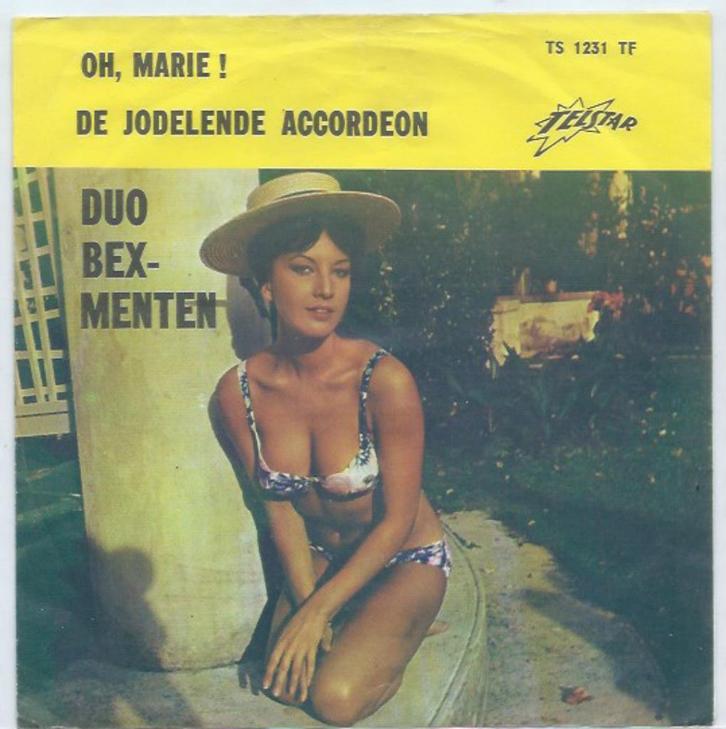 OH, MARIE !
TS 1231 TF
DE JODELENDE ACCORDEON
TELSTAR
DUO
BEX-
MENTEN